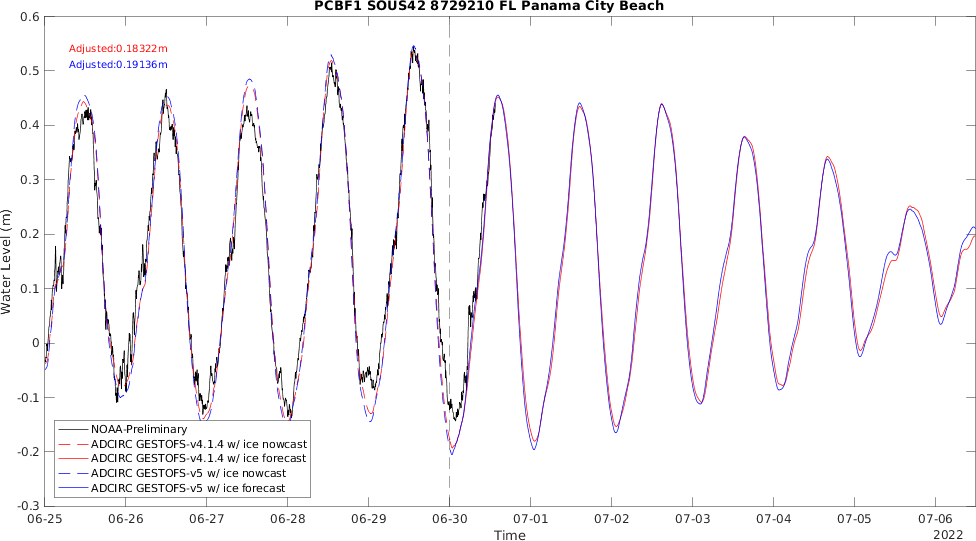 PCBF1 SOUS42 8729210 FL Panama City Beach
Adjusted:0.18322m
Adjusted:0.19136m
Water Level (m)
0.6
0.5
0.4
0.3
0.2
0.1
0
-0.1
-0.2
-0.3
NOAA-Preliminary
ADCIRC GESTOFS-v4.1.4 w/ ice nowcast
ADCIRC GESTOFS-v4.1.4 w/ ice forecast
ADCIRC GESTOFS-v5 w/ ice nowcast
ADCIRC GESTOFS-v5 w/ ice forecast
06-25 06-26 06-27 06-28 06-29 06-30 07-01 07-02 07-03 07-04 07-05 07-06
Time
2022